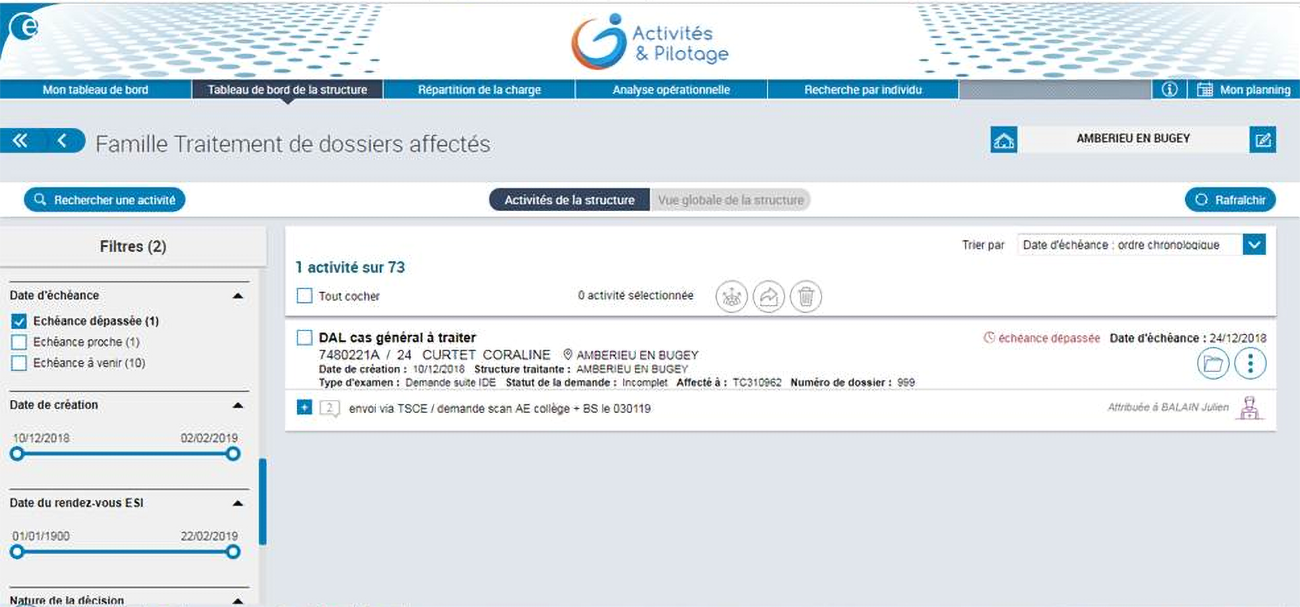 e
Activités
& Pilotage
Mon tableau de bord
Tableau de bord de la structure
Répartition de la charge
Analyse opérationnelle
Recherche par individu
Mon planning
Famille Traitement de dossiers affectés
AMBERIEU EN BUGEY
Rechercher une activité
Activités de la structure
Vue globale de la structure
Rafraîchir
Filtres (2)
Date d'échéance
Echéance dépassée (1)
Echéance proche (1)
Echéance à venir (10)
Date de création
10/12/2018 02/02/2019
Date du rendez-vous ESI
01/01/1900 22/02/2019
Nature de la décision
Trier par Date d'échéance : ordre chronologique
1 activité sur 73
Tout cocher 0 activité sélectionnée
DAL cas général à traiter échéance dépassée Date d'échéance : 24/12/2018
7480221A / 24 CURTET CORALINE AMBERIEU EN BUGEY
Date de création : 10/12/2018 Structure traitante : AMBERIEU EN BUGEY
Type d'examen : Demande suite IDE Statut de la demande : Incomplet Affecté à : TC310962 Numéro de dossier : 999
2 envoi via TSCE / demande scan AE collège + BS le 030119 Attribuée à BALAIN Julien